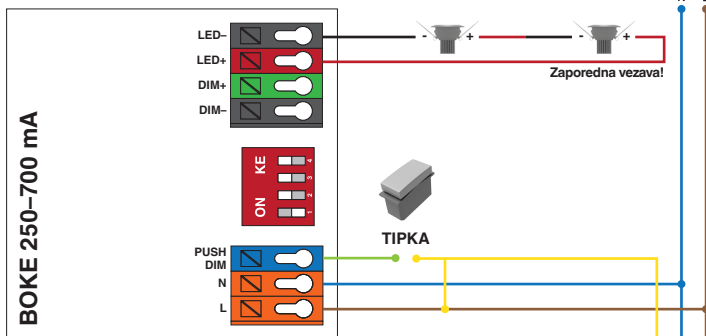 LED–
LED+
DIM+
DIM–
Zaporedna vezava!
- +
- +
BOKE 250–700 mA
ON KE
1 2 3 4
TIPKA
PUSH
DIM
N
L